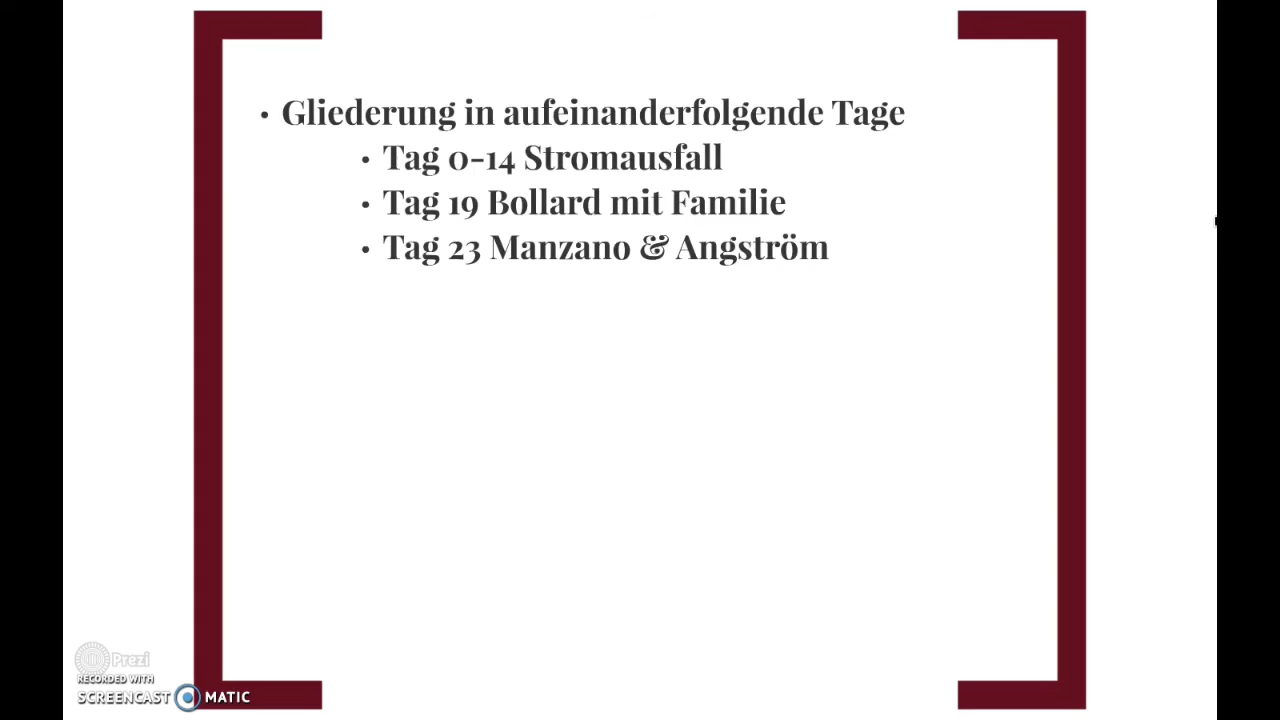 • Gliederung in aufeinanderfolgende Tage
• Tag 0-14 Stromausfall
• Tag 19 Bollard mit Familie
• Tag 23 Manzano & Angström
Prezi
RECORDED WITH
SCREENCAST MATIC